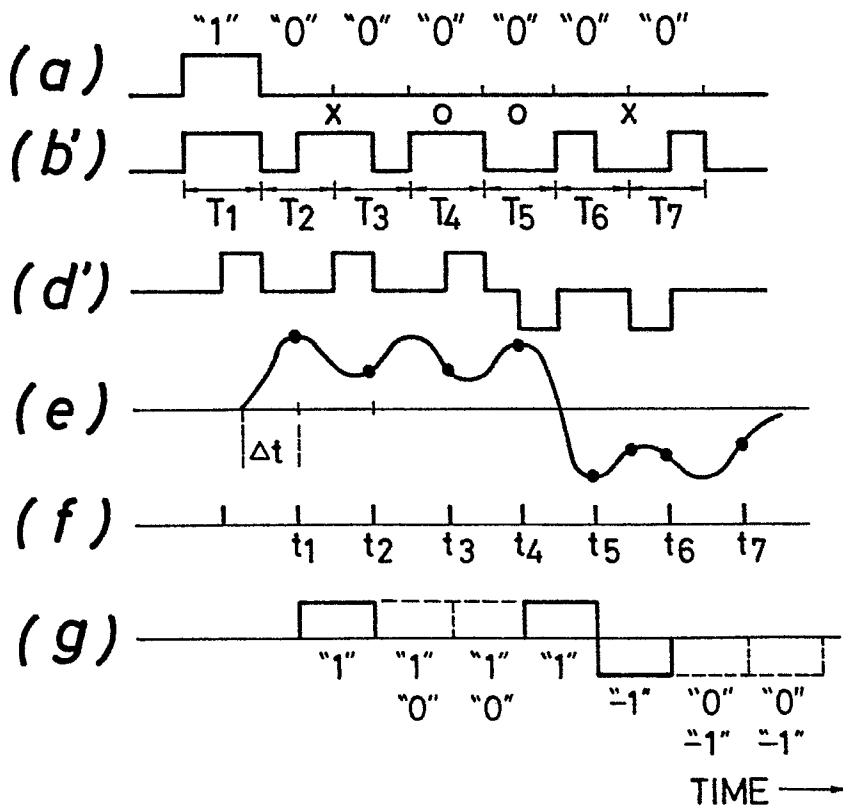 “1” “0” “0” “0” “0” “0” “0”
(a)
x o o x
(b')
T1 T2 T3 T4 T5 T6 T7
(d')
(e)
Δt
(f)
t1 t2 t3 t4 t5 t6 t7
(g)
“1” “1” “1” “1” “-1” “0” “0”
“0” “0” “-1” “-1”
TIME